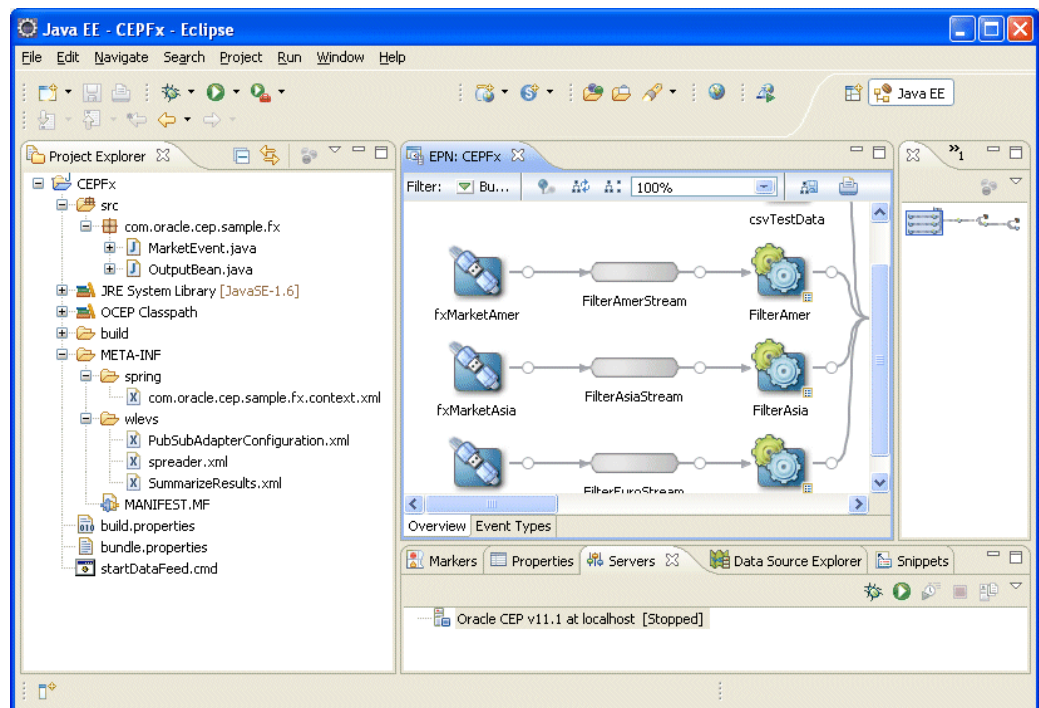 Java EE - CEPFx - Eclipse
File Edit Navigate Search Project Run Window Help
Java EE
Project Explorer
CEPFx
src
com.oracle.cep.sample.fx
MarketEvent.java
OutputBean.java
JRE System Library [JavaSE-1.6]
OCEP Classpath
build
META-INF
spring
com.oracle.cep.sample.fx.context.xml
wlevs
PubSubAdapterConfiguration.xml
spreader.xml
SummarizeResults.xml
MANIFEST.MF
build.properties
bundle.properties
startDataFeed.cmd
EPN: CEPFx
Filter: Bu... 100%
csvTestData
fxMarketAmer
FilterAmerStream
FilterAmer
fxMarketAsia
FilterAsiaStream
FilterAsia
FilterEuroStream
Overview Event Types
»1
Markers Properties Servers Data Source Explorer Snippets
Oracle CEP v11.1 at localhost [Stopped]